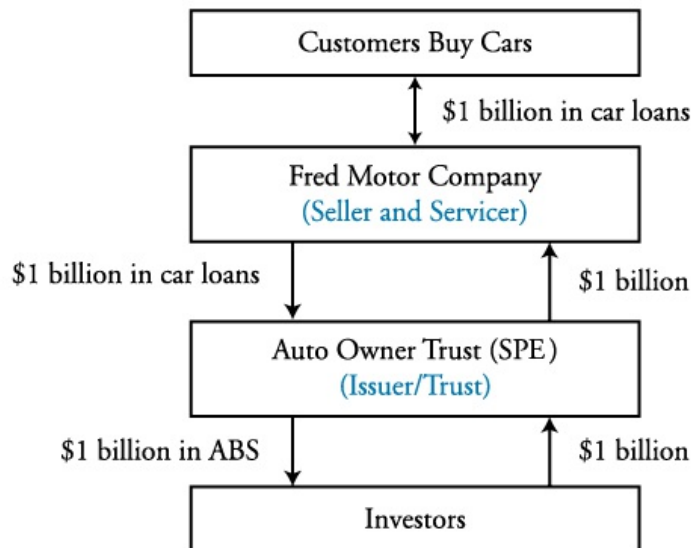 Customers Buy Cars
$1 billion in car loans
Fred Motor Company
(Seller and Servicer)
$1 billion in car loans
$1 billion
Auto Owner Trust (SPE)
(Issuer/Trust)
$1 billion in ABS
$1 billion
Investors